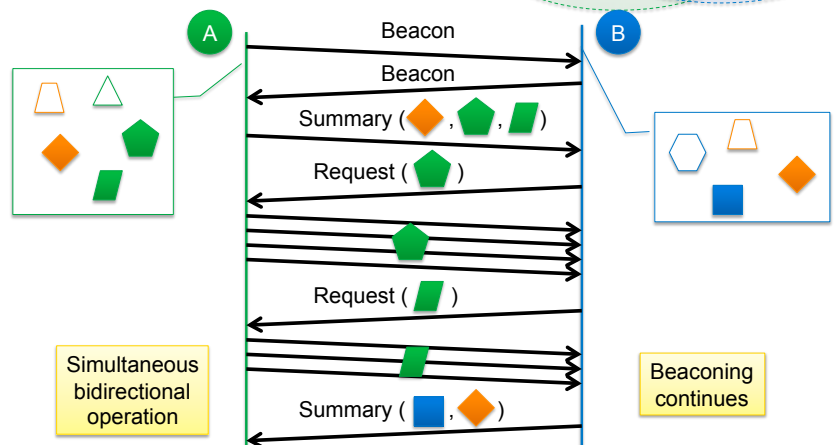 A
B
Beacon
Beacon
Summary ( , , )
Request ( )
Request ( )
Simultaneous
bidirectional
operation
Beaconing
continues
Summary ( , )